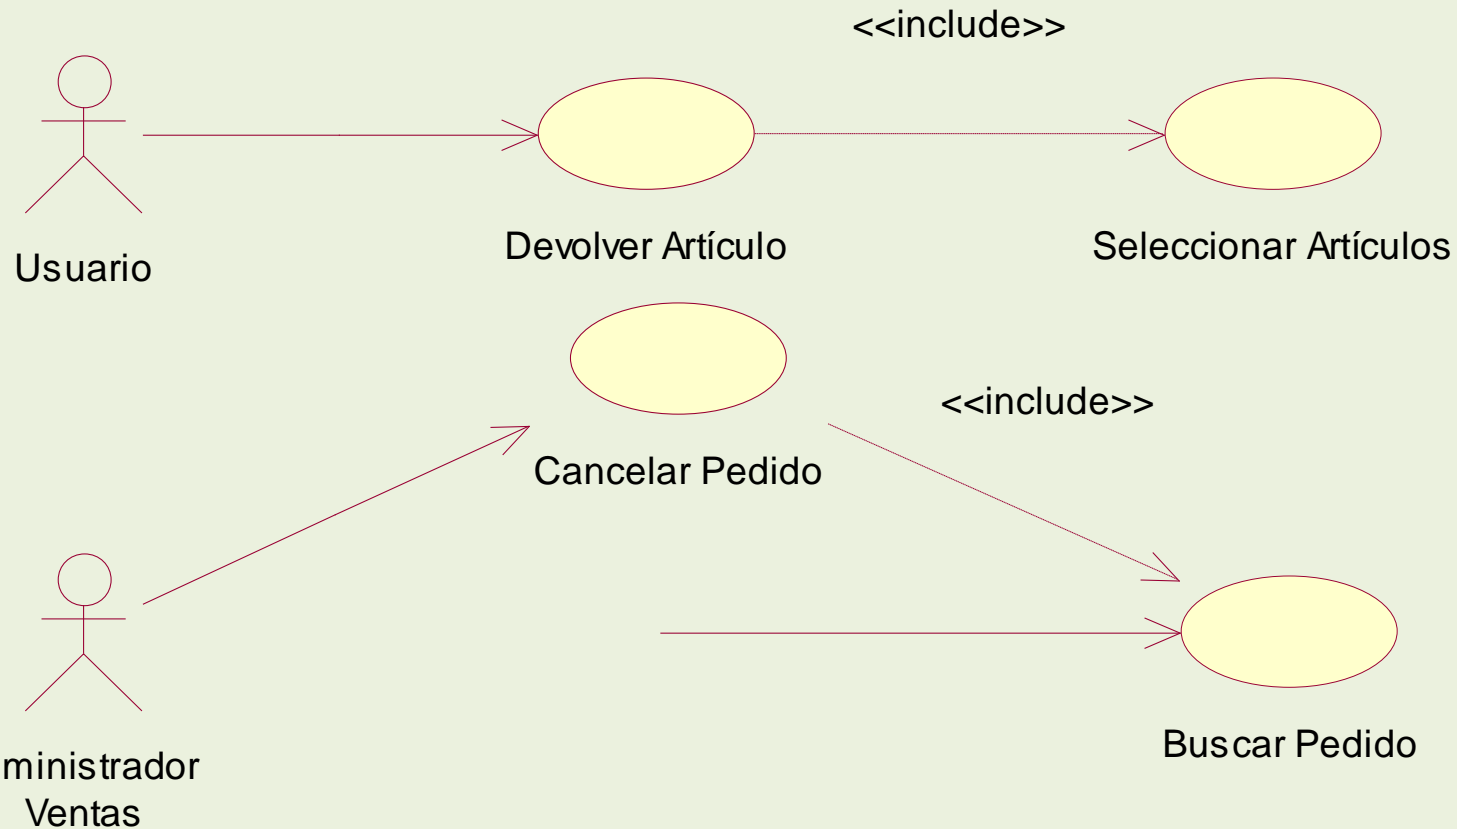 <<include>>
Devolver Artículo
Seleccionar Artículos
Usuario
<<include>>
Cancelar Pedido
Buscar Pedido
ministrador
Ventas